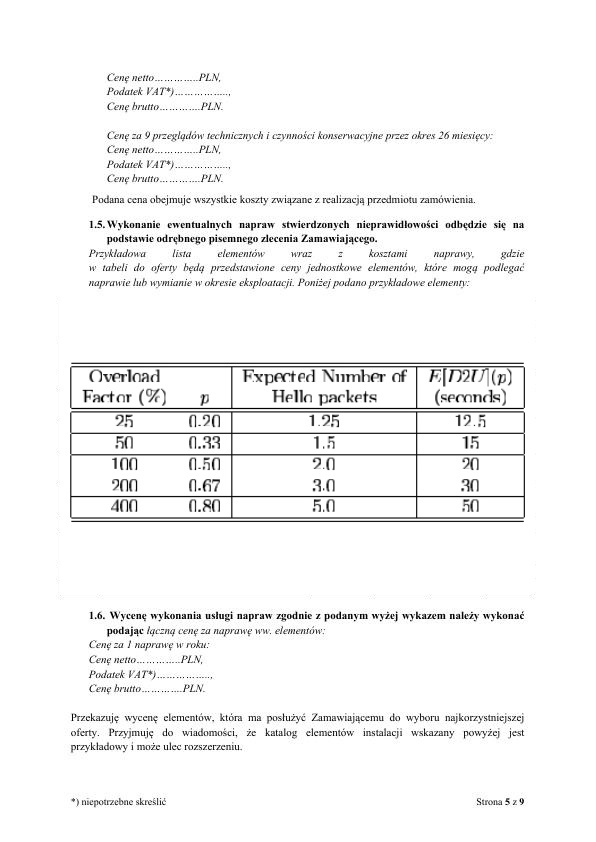 Cenę netto…………..PLN,
Podatek VAT*)……………..,
Cenę brutto………….PLN.
Cenę za 9 przeglądów technicznych i czynności konserwacyjne przez okres 26 miesięcy:
Cenę netto…………..PLN,
Podatek VAT*)……………..,
Cenę brutto………….PLN.
Podana cena obejmuje wszystkie koszty związane z realizacją przedmiotu zamówienia.
1.5. Wykonanie ewentualnych napraw stwierdzonych nieprawidłowości odbędzie się na
podstawie odrębnego pisemnego zlecenia Zamawiającego.
Przykładowa lista elementów wraz z kosztami naprawy, gdzie
w tabeli do oferty będą przedstawione ceny jednostkowe elementów, które mogą podlegać
naprawie lub wymianie w okresie eksploatacji. Poniżej podano przykładowe elementy:
Overload Expected Number of E[D2U](p)
Factor (%) p Hello packets (seconds)
25 0.20 1.25 12.5
50 0.33 1.5 15
100 0.50 2.0 20
200 0.67 3.0 30
400 0.80 5.0 50
1.6. Wycenę wykonania usługi napraw zgodnie z podanym wyżej wykazem należy wykonać
podając łączną cenę za naprawę ww. elementów:
Cenę za 1 naprawę w roku:
Cenę netto…………..PLN,
Podatek VAT*)……………..,
Cenę brutto………….PLN.
Przekazuję wycenę elementów, która ma posłużyć Zamawiającemu do wyboru najkorzystniejszej
oferty. Przyjmuję do wiadomości, że katalog elementów instalacji wskazany powyżej jest
przykładowy i może ulec rozszerzeniu.
*) niepotrzebne skreślić Strona 5 z 9